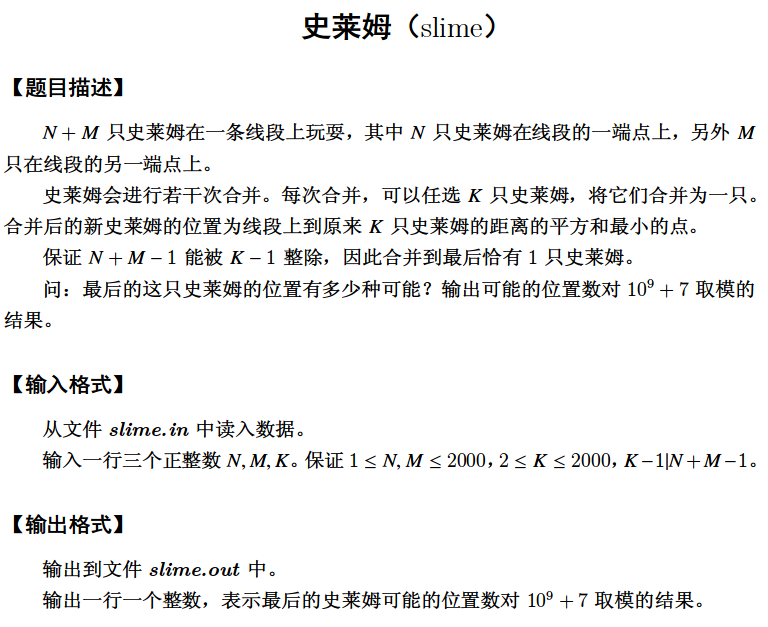 史莱姆（slime）
【题目描述】
N + M 只史莱姆在一条线段上玩耍，其中 N 只史莱姆在线段的一端点上，另外 M
只在线段的另一端点上。
史莱姆会进行若干次合并。每次合并，可以任选 K 只史莱姆，将它们合并为一只。
合并后的新史莱姆的位置为线段上到原来 K 只史莱姆的距离的平方和最小的点。
保证 N + M − 1 能被 K − 1 整除，因此合并到最后恰有 1 只史莱姆。
问：最后的这只史莱姆的位置有多少种可能？输出可能的位置数对 10⁹ + 7 取模的
结果。
【输入格式】
从文件 slime.in 中读入数据。
输入一行三个正整数 N, M, K。保证 1 ≤ N, M ≤ 2000，2 ≤ K ≤ 2000，K−1|N+M−1。
【输出格式】
输出到文件 slime.out 中。
输出一行一个整数，表示最后的史莱姆可能的位置数对 10⁹ + 7 取模的结果。